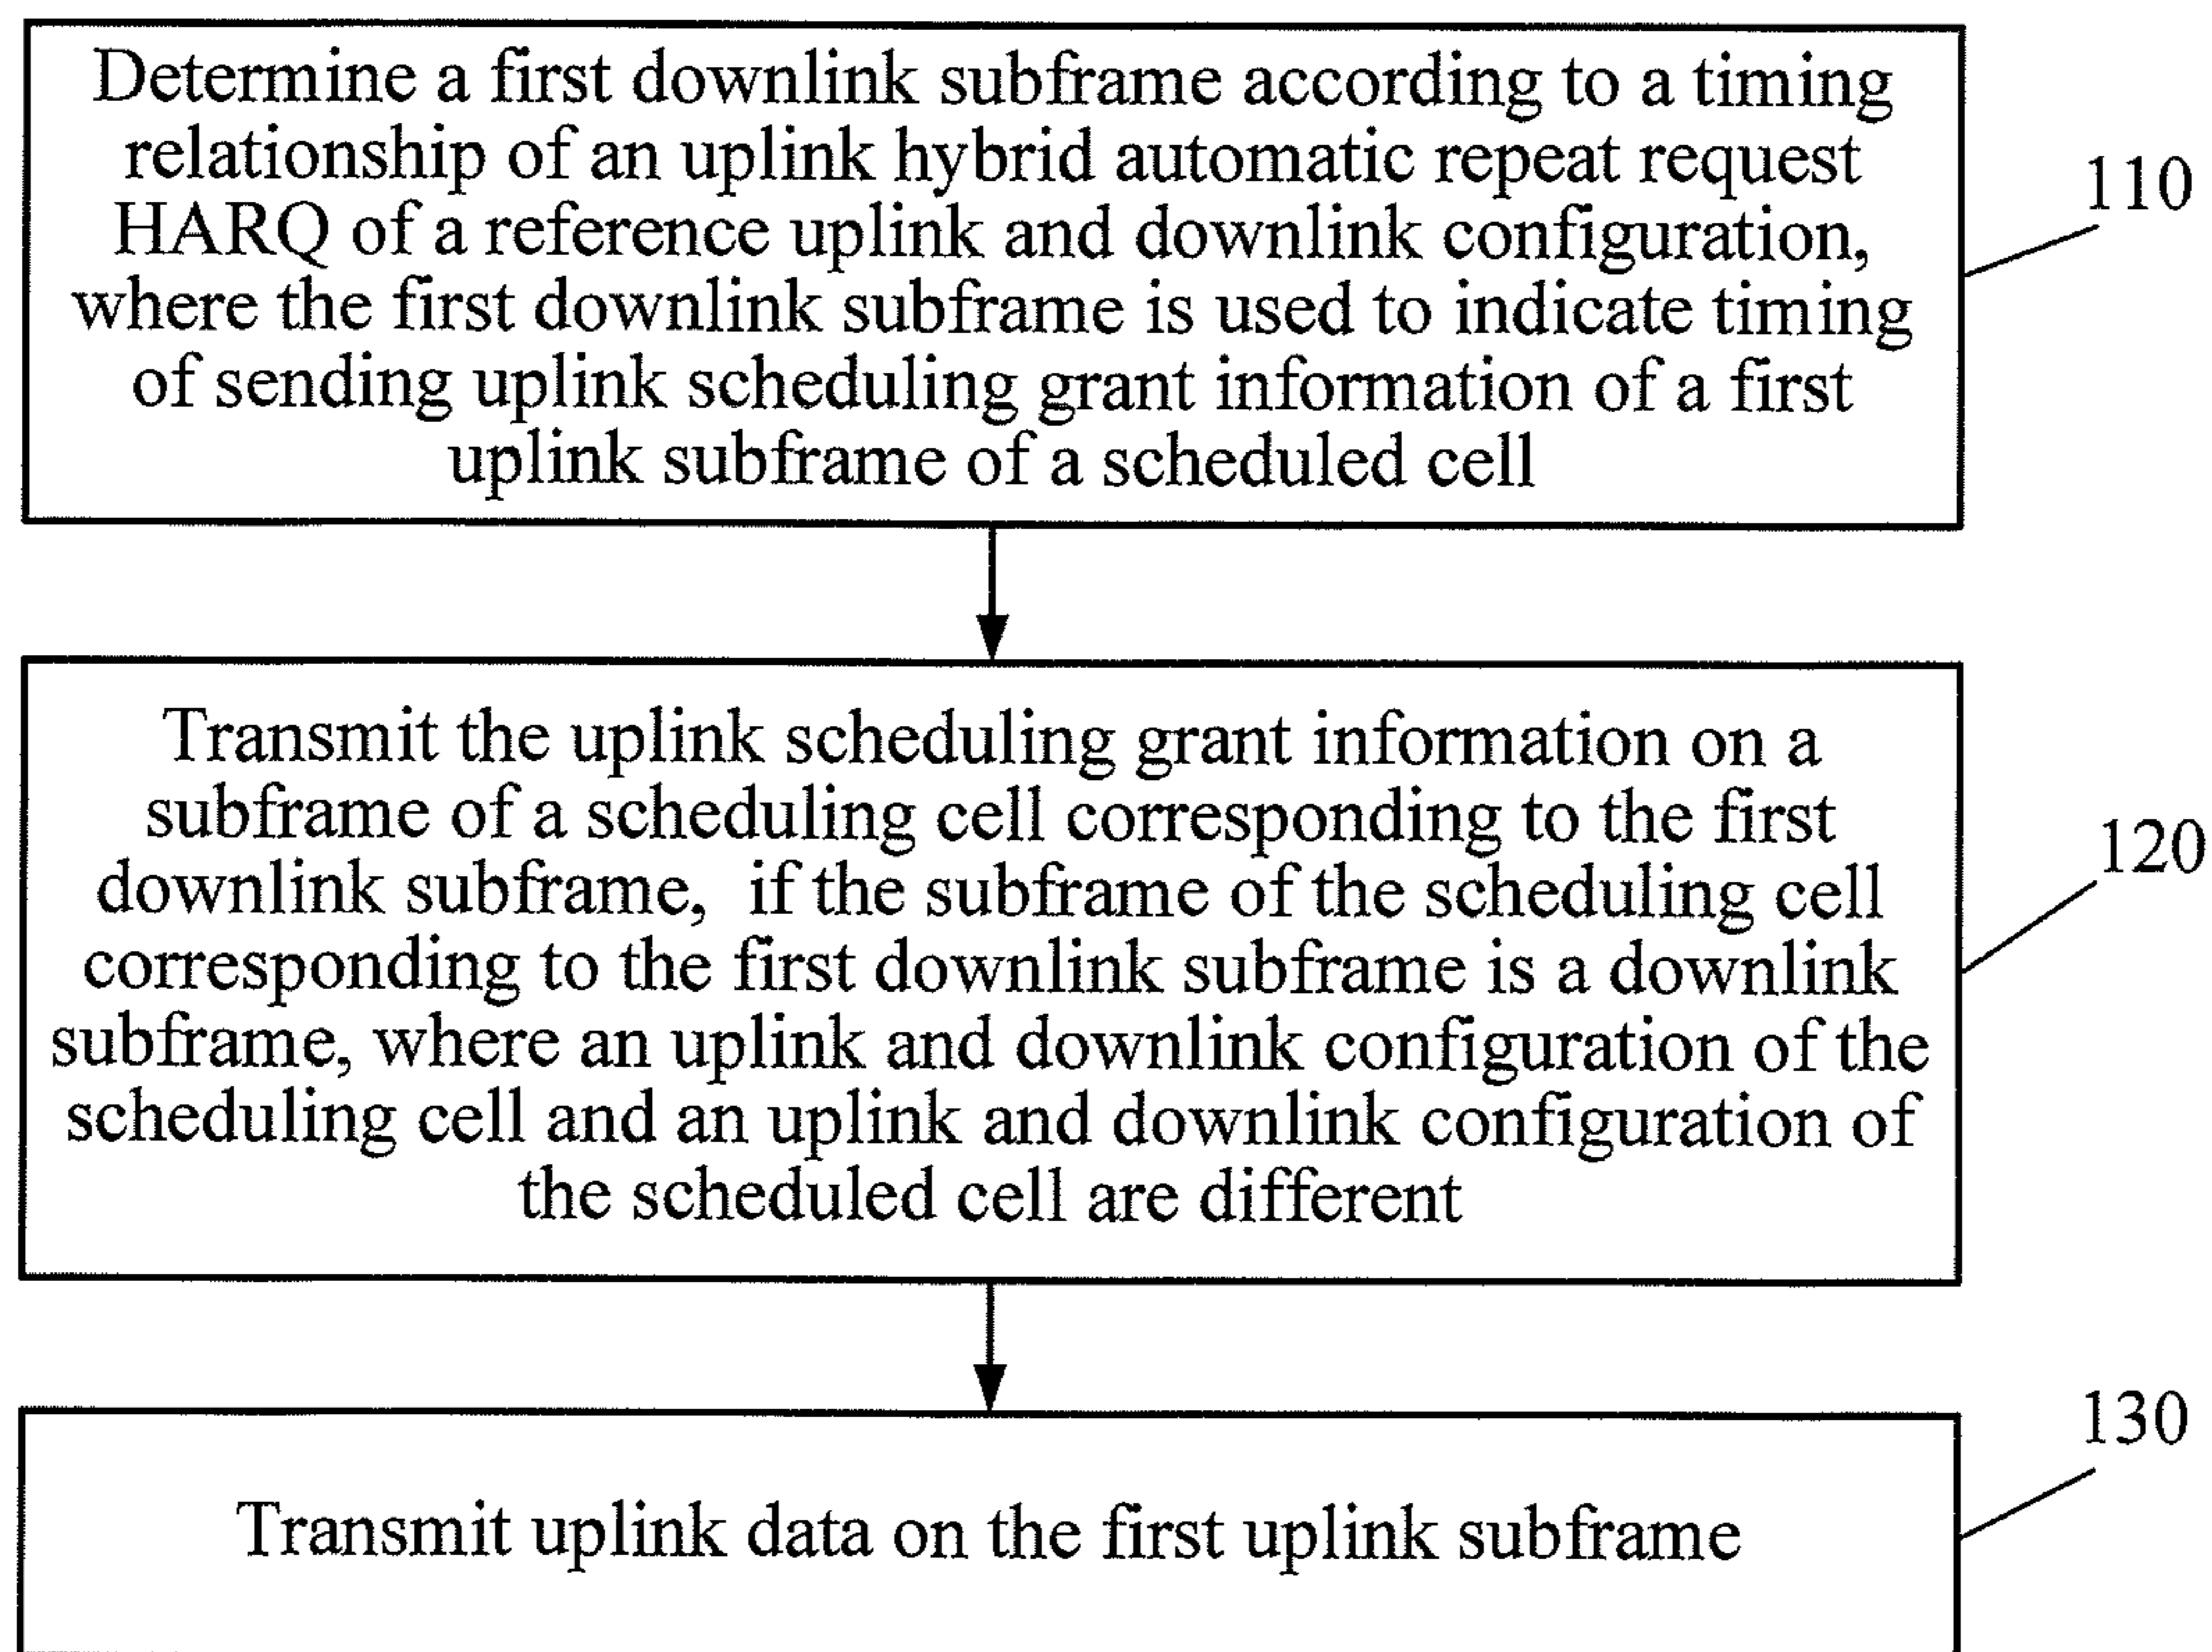 Determine a first downlink subframe according to a timing
relationship of an uplink hybrid automatic repeat request
HARQ of a reference uplink and downlink configuration,
where the first downlink subframe is used to indicate timing
of sending uplink scheduling grant information of a first
uplink subframe of a scheduled cell
110
Transmit the uplink scheduling grant information on a
subframe of a scheduling cell corresponding to the first
downlink subframe, if the subframe of the scheduling cell
corresponding to the first downlink subframe is a downlink
subframe, where an uplink and downlink configuration of the
scheduling cell and an uplink and downlink configuration of
the scheduled cell are different
120
Transmit uplink data on the first uplink subframe
130